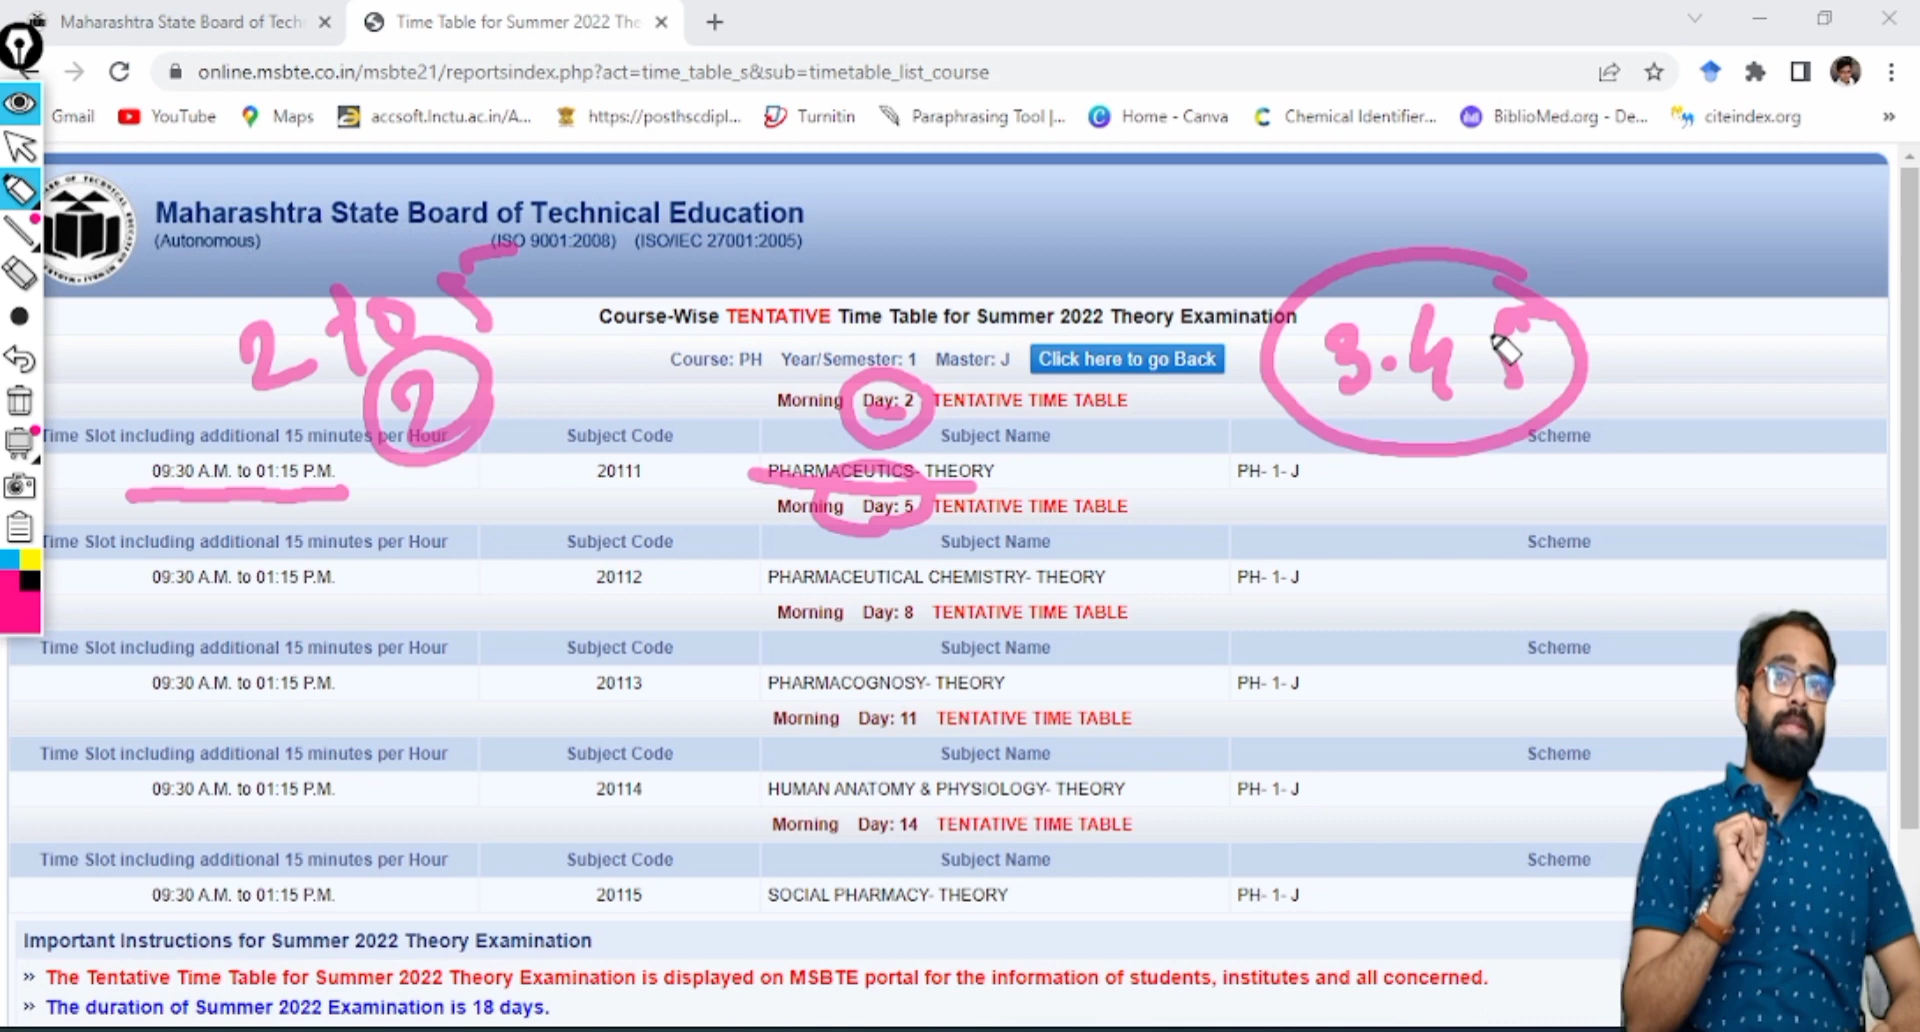 Maharashtra State Board of Tech
Time Table for Summer 2022 The
online.msbte.co.in/msbte21/reportsindex.php?act=time_table_s&sub=timetable_list_course
Gmail YouTube Maps accsoft.lnctu.ac.in/A... https://posthscdipl... Turnitin Paraphrasing Tool |... Home - Canva Chemical Identifier... BiblioMed.org - De... citeindex.org »
Maharashtra State Board of Technical Education
(Autonomous) (ISO 9001:2008) (ISO/IEC 27001:2005)
Course-Wise TENTATIVE Time Table for Summer 2022 Theory Examination
3.45
2
2
Course: PH Year/Semester: 1 Master: J Click here to go Back
Morning Day: 2 TENTATIVE TIME TABLE
Time Slot including additional 15 minutes per Hour Subject Code Subject Name Scheme
09:30 A.M. to 01:15 P.M. 20111 PHARMACEUTICS- THEORY PH- 1- J
Morning Day: 5 TENTATIVE TIME TABLE
Time Slot including additional 15 minutes per Hour Subject Code Subject Name Scheme
09:30 A.M. to 01:15 P.M. 20112 PHARMACEUTICAL CHEMISTRY- THEORY PH- 1- J
Morning Day: 8 TENTATIVE TIME TABLE
Time Slot including additional 15 minutes per Hour Subject Code Subject Name Scheme
09:30 A.M. to 01:15 P.M. 20113 PHARMACOGNOSY- THEORY PH- 1- J
Morning Day: 11 TENTATIVE TIME TABLE
Time Slot including additional 15 minutes per Hour Subject Code Subject Name Scheme
09:30 A.M. to 01:15 P.M. 20114 HUMAN ANATOMY & PHYSIOLOGY- THEORY PH- 1- J
Morning Day: 14 TENTATIVE TIME TABLE
Time Slot including additional 15 minutes per Hour Subject Code Subject Name Scheme
09:30 A.M. to 01:15 P.M. 20115 SOCIAL PHARMACY- THEORY PH- 1- J
Important Instructions for Summer 2022 Theory Examination
» The Tentative Time Table for Summer 2022 Theory Examination is displayed on MSBTE portal for the information of students, institutes and all concerned.
» The duration of Summer 2022 Examination is 18 days.